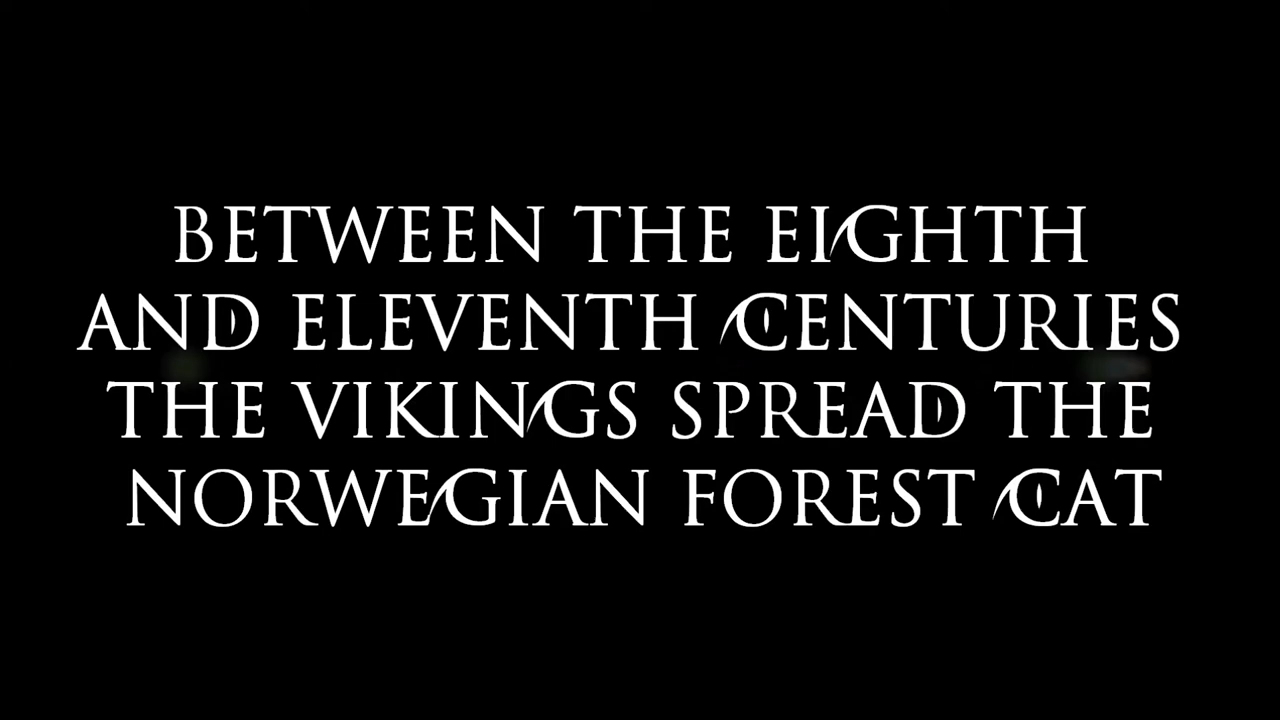 BETWEEN THE EIGHTH
AND ELEVENTH CENTURIES
THE VIKINGS SPREAD THE
NORWEGIAN FOREST CAT